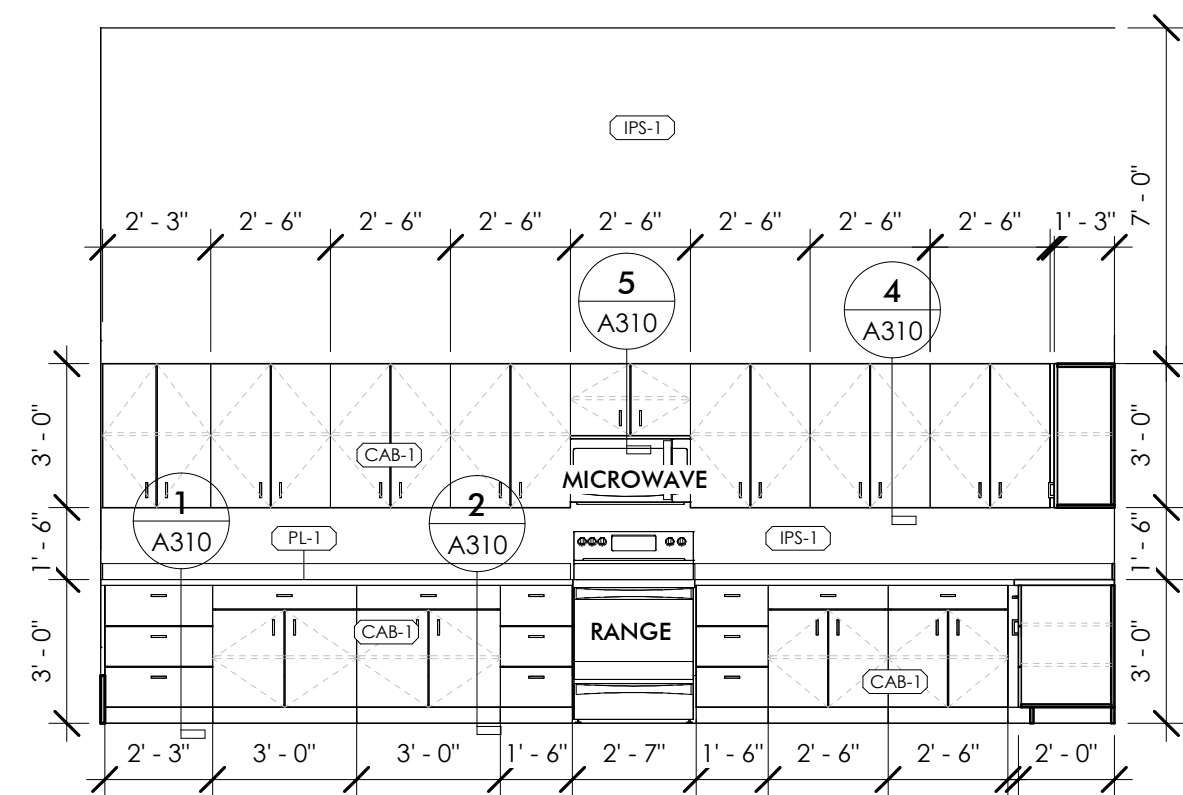 IPS-1
7' - 0"
2' - 3" 2' - 6" 2' - 6" 2' - 6" 2' - 6" 2' - 6" 2' - 6" 2' - 6" 1' - 3"
5
A310
4
A310
3' - 0"
3' - 0"
CAB-1
MICROWAVE
1
A310
2
A310
1' - 6"
PL-1
IPS-1
1' - 6"
3' - 0"
CAB-1
RANGE
CAB-1
3' - 0"
2' - 3" 3' - 0" 3' - 0" 1' - 6" 2' - 7" 1' - 6" 2' - 6" 2' - 6" 2' - 0"